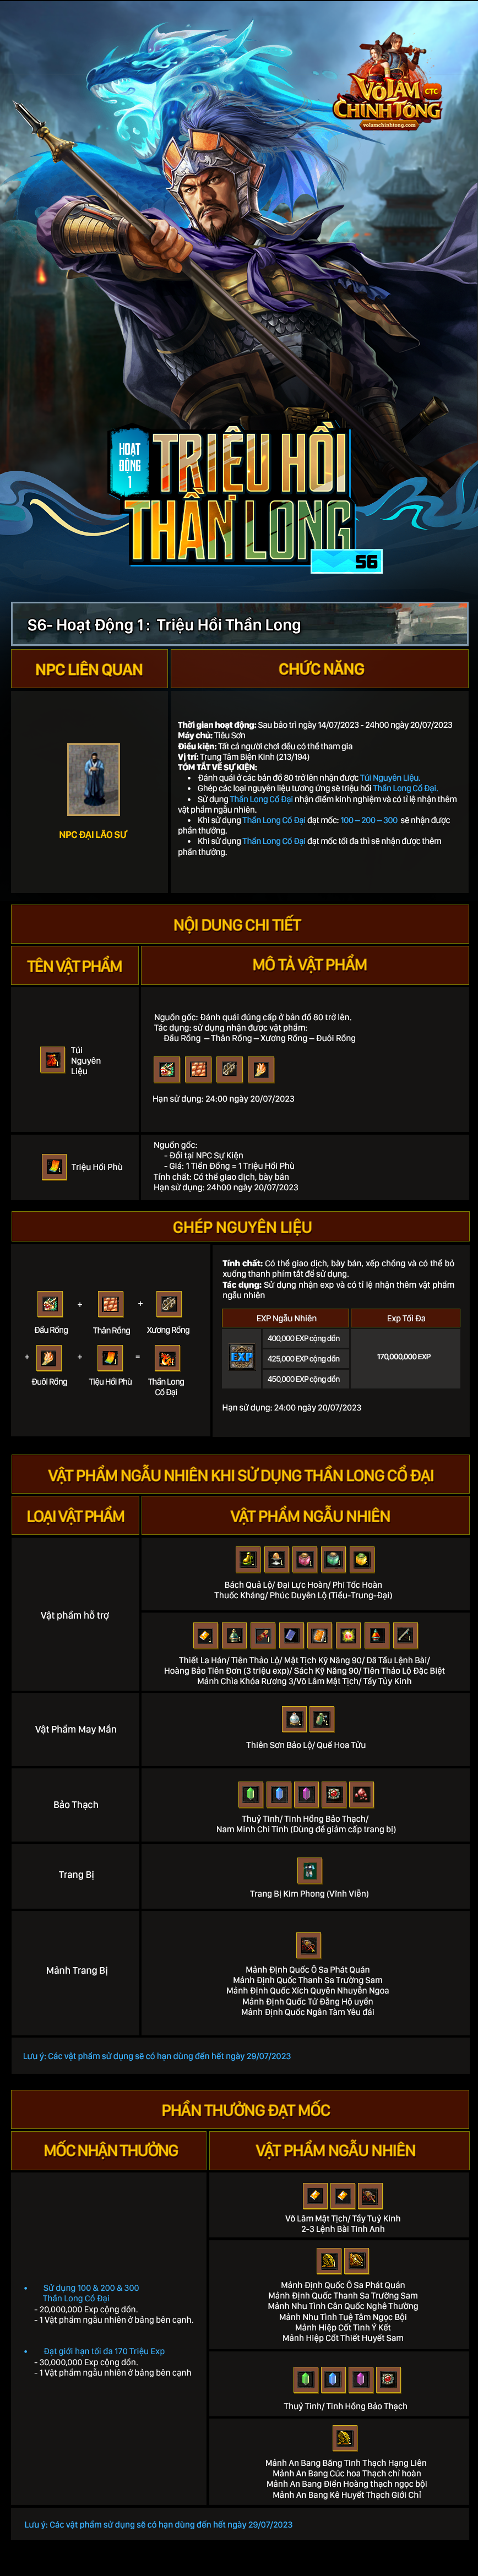 VÕ LÂM
CTC
CHINH TÔNG
volamchinhtong.com
HOẠT
ĐỘNG
1
TRIỆU HỒI
THẦN LONG
S6
S6- Hoạt Động 1 : Triệu Hồi Thần Long
NPC LIÊN QUAN
CHỨC NĂNG
NPC ĐẠI LÃO SƯ
Thời gian hoạt động: Sau bảo trì ngày 14/07/2023 - 24h00 ngày 20/07/2023
Máy chủ: Tiêu Sơn
Điều kiện: Tất cả người chơi đều có thể tham gia
Vị trí: Trung Tâm Biện Kinh (213/194)
TÓM TẮT VỀ SỰ KIỆN:
• Đánh quái ở các bản đồ 80 trở lên nhận được Túi Nguyên Liệu.
• Ghép các loại nguyên liệu tương ứng sẽ triệu hồi Thần Long Cổ Đại.
• Sử dụng Thần Long Cổ Đại nhận điểm kinh nghiệm và có tỉ lệ nhận thêm
vật phẩm ngẫu nhiên.
• Khi sử dụng Thần Long Cổ Đại đạt mốc: 100 – 200 – 300 sẽ nhận được
phần thưởng.
• Khi sử dụng Thần Long Cổ Đại đạt mốc tối đa thì sẽ nhận được thêm
phần thưởng.
NỘI DUNG CHI TIẾT
TÊN VẬT PHẨM
MÔ TẢ VẬT PHẨM
Túi
Nguyên
Liệu
Nguồn gốc: Đánh quái đúng cấp ở bản đồ 80 trở lên.
Tác dụng: sử dụng nhận được vật phẩm:
Đầu Rồng – Thân Rồng – Xương Rồng – Đuôi Rồng
Hạn sử dụng: 24:00 ngày 20/07/2023
Triệu Hồi Phù
Nguồn gốc:
- Đổi tại NPC Sự Kiện
- Giá: 1 Tiền Đồng = 1 Triệu Hồi Phù
Tính chất: Có thể giao dịch, bày bán
Hạn sử dụng: 24h00 ngày 20/07/2023
GHÉP NGUYÊN LIỆU
+ +
Đầu Rồng Thân Rồng Xương Rồng
+ + =
Đuôi Rồng Tiệu Hồi Phù Thần Long
Cổ Đại
Tính chất: Có thể giao dịch, bày bán, xếp chồng và có thể bỏ
xuống thanh phím tắt để sử dụng.
Tác dụng: Sử dụng nhận exp và có tỉ lệ nhận thêm vật phẩm
ngẫu nhiên
EXP Ngẫu Nhiên
Exp Tối Đa
EXP
400,000 EXP cộng dồn
425,000 EXP cộng dồn
450,000 EXP cộng dồn
170,000,000 EXP
Hạn sử dụng: 24:00 ngày 20/07/2023
VẬT PHẨM NGẪU NHIÊN KHI SỬ DỤNG THẦN LONG CỔ ĐẠI
LOẠI VẬT PHẨM
VẬT PHẨM NGẪU NHIÊN
Vật phẩm hỗ trợ
Bách Quả Lộ/ Đại Lực Hoàn/ Phi Tốc Hoàn
Thuốc Kháng/ Phúc Duyên Lộ (Tiểu-Trung-Đại)
Thiết La Hán/ Tiên Thảo Lộ/ Mật Tịch Kỹ Năng 90/ Dã Tẩu Lệnh Bài/
Hoàng Bảo Tiên Đơn (3 triệu exp)/ Sách Kỹ Năng 90/ Tiên Thảo Lộ Đặc Biệt
Mảnh Chìa Khóa Rương 3/Võ Lâm Mật Tịch/ Tẩy Tủy Kinh
Vật Phẩm May Mắn
Thiên Sơn Bảo Lộ/ Quế Hoa Tửu
Bảo Thạch
Thuỷ Tinh/ Tinh Hồng Bảo Thạch/
Nam Minh Chi Tinh (Dùng để giảm cấp trang bị)
Trang Bị
Trang Bị Kim Phong (Vĩnh Viễn)
Mảnh Trang Bị
Mảnh Định Quốc Ô Sa Phát Quán
Mảnh Định Quốc Thanh Sa Trường Sam
Mảnh Định Quốc Xích Quyên Nhuyễn Ngoa
Mảnh Định Quốc Tử Đằng Hộ uyển
Mảnh Định Quốc Ngân Tàm Yêu đái
Lưu ý: Các vật phẩm sử dụng sẽ có hạn dùng đến hết ngày 29/07/2023
PHẦN THƯỞNG ĐẠT MỐC
MỐC NHẬN THƯỞNG
VẬT PHẨM NGẪU NHIÊN
• Sử dụng 100 & 200 & 300
Thần Long Cổ Đại
- 20,000,000 Exp cộng dồn.
- 1 Vật phẩm ngẫu nhiên ở bảng bên cạnh.
• Đạt giới hạn tối đa 170 Triệu Exp
- 30,000,000 Exp cộng dồn.
- 1 Vật phẩm ngẫu nhiên ở bảng bên cạnh
Võ Lâm Mật Tịch/ Tẩy Tuỷ Kinh
2-3 Lệnh Bài Tinh Anh
Mảnh Định Quốc Ô Sa Phát Quán
Mảnh Định Quốc Thanh Sa Trường Sam
Mảnh Nhu Tình Cân Quốc Nghê Thường
Mảnh Nhu Tình Tuệ Tâm Ngọc Bội
Mảnh Hiệp Cốt Tình Ý Kết
Mảnh Hiệp Cốt Thiết Huyết Sam
Thuỷ Tinh/ Tinh Hồng Bảo Thạch
Mảnh An Bang Băng Tinh Thạch Hạng Liên
Mảnh An Bang Cúc hoa Thạch chỉ hoàn
Mảnh An Bang Điền Hoàng thạch ngọc bội
Mảnh An Bang Kê Huyết Thạch Giới Chỉ
Lưu ý: Các vật phẩm sử dụng sẽ có hạn dùng đến hết ngày 29/07/2023